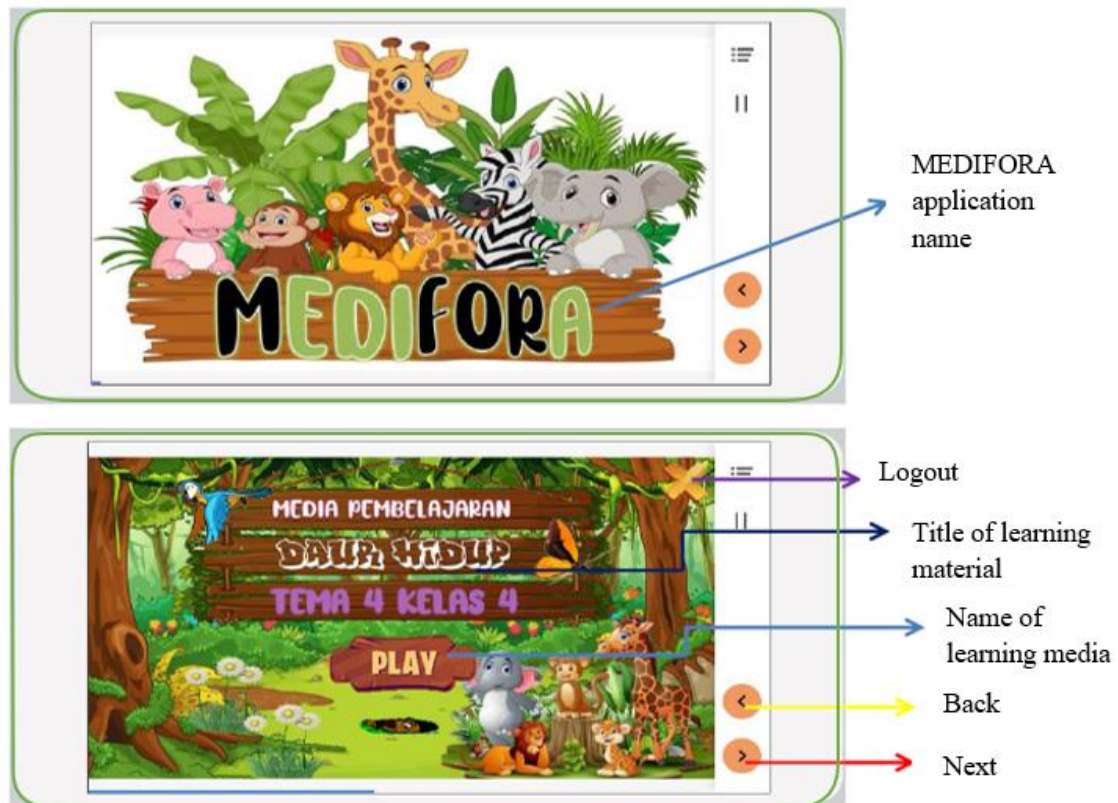 MEDIFORA
MEDIFORA
application
name
MEDIA PEMBELAJARAN
DAUR HIDUP
TEMA 4 KELAS 4
PLAY
Logout
Title of learning
material
Name of
learning media
Back
Next